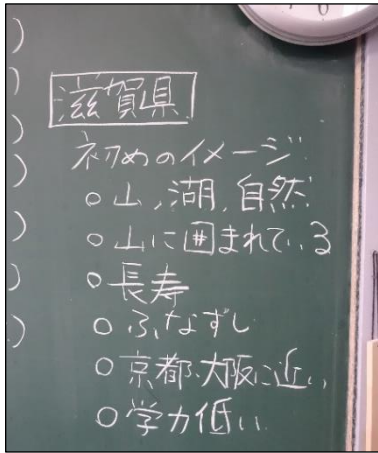 滋賀県
初めのイメージ
○山,湖,自然
○山に囲まれている
○長寿
○ふなずし
○京都、大阪に近い
○学力低い